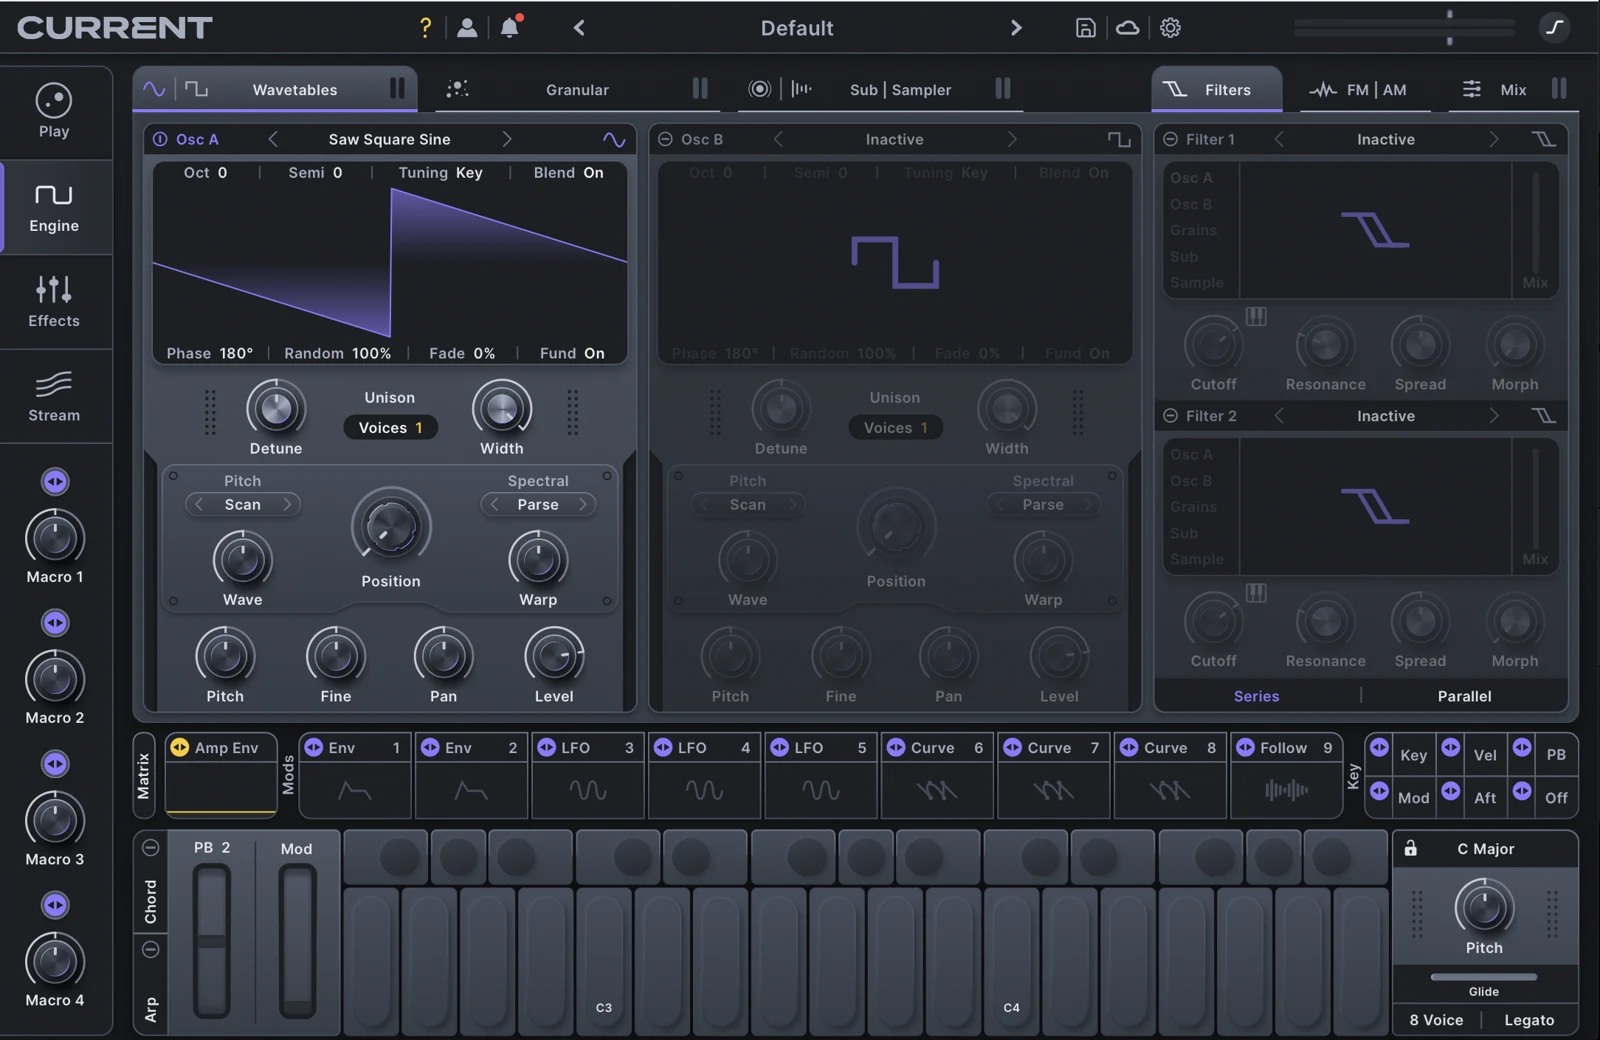 CURRENT
?
Default
Play
Engine
Effects
Stream
Macro 1
Macro 2
Macro 3
Macro 4
Wavetables
Granular
Sub | Sampler
Filters
FM | AM
Mix
Osc A
Saw Square Sine
Oct 0 | Semi 0 | Tuning Key | Blend On
Phase 180° | Random 100% | Fade 0% | Fund On
Unison
Voices 1
Detune
Width
Pitch
Scan
Spectral
Parse
Wave
Position
Warp
Pitch
Fine
Pan
Level
Osc B
Inactive
Oct 0 | Semi 0 | Tuning Key | Blend On
Phase 180° | Random 100% | Fade 0% | Fund On
Unison
Voices 1
Detune
Width
Pitch
Scan
Spectral
Parse
Wave
Position
Warp
Pitch
Fine
Pan
Level
Filter 1
Inactive
Osc A
Osc B
Grains
Sub
Sample
Mix
Cutoff
Resonance
Spread
Morph
Filter 2
Inactive
Osc A
Osc B
Grains
Sub
Sample
Mix
Cutoff
Resonance
Spread
Morph
Series | Parallel
Matrix
Amp Env
Mods
Env 1
Env 2
LFO 3
LFO 4
LFO 5
Curve 6
Curve 7
Curve 8
Follow 9
Key
Key
Vel
PB
Mod
Aft
Off
Chord
Arp
PB 2
Mod
C3
C4
C Major
Pitch
Glide
8 Voice | Legato